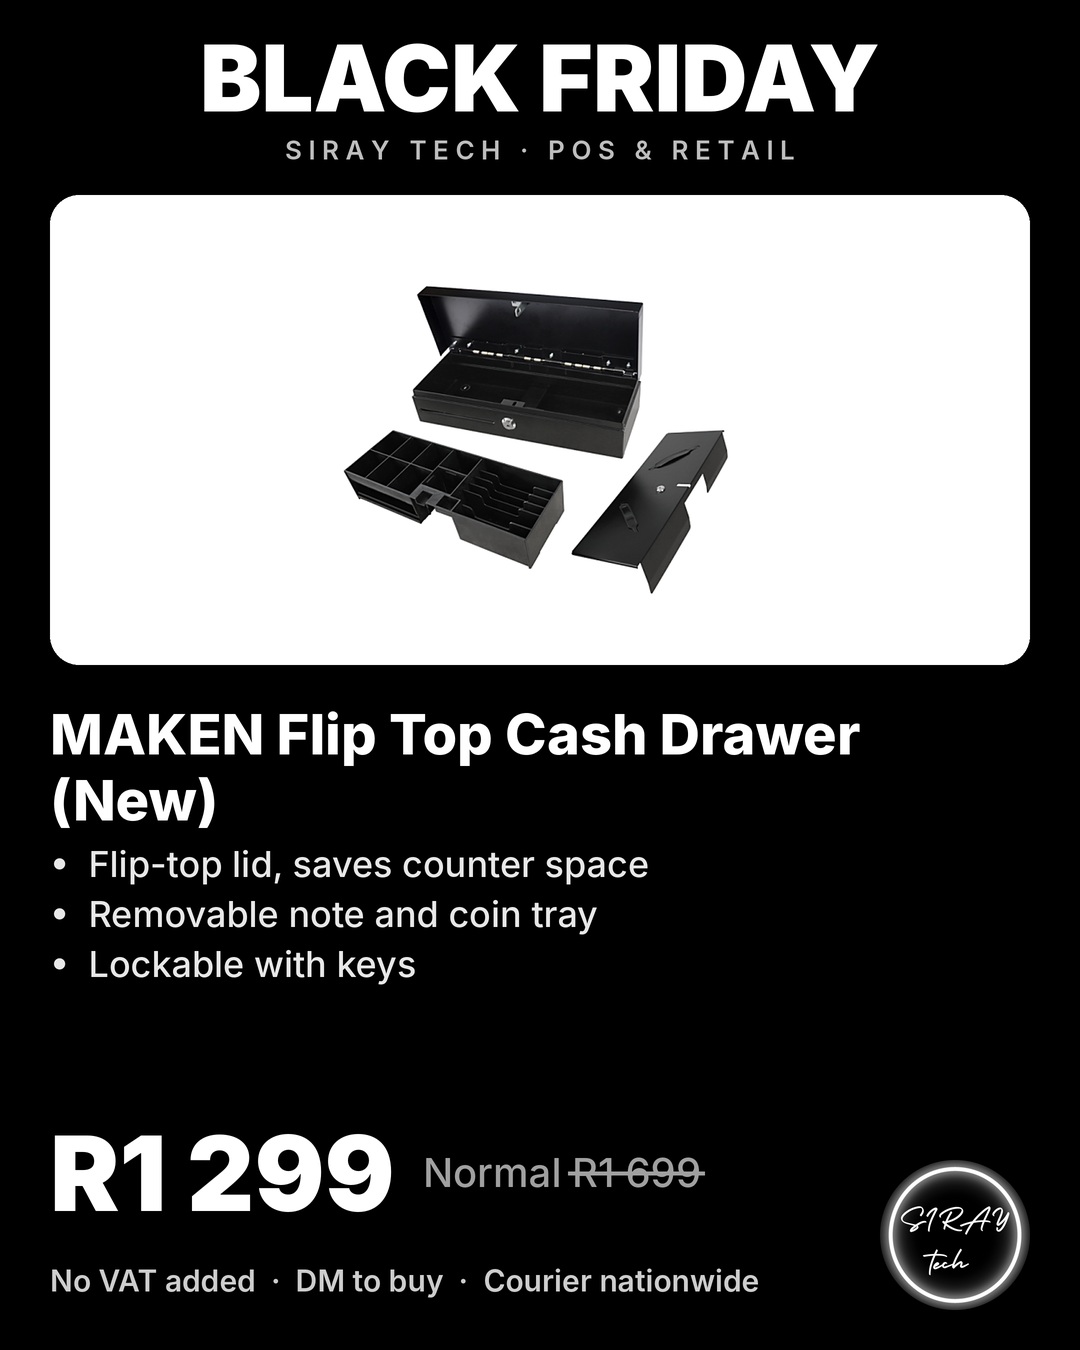 BLACK FRIDAY
SIRAY TECH · POS & RETAIL
MAKEN Flip Top Cash Drawer
(New)
• Flip-top lid, saves counter space
• Removable note and coin tray
• Lockable with keys
R1 299 Normal R1 699
No VAT added · DM to buy · Courier nationwide
SIRAY
tech